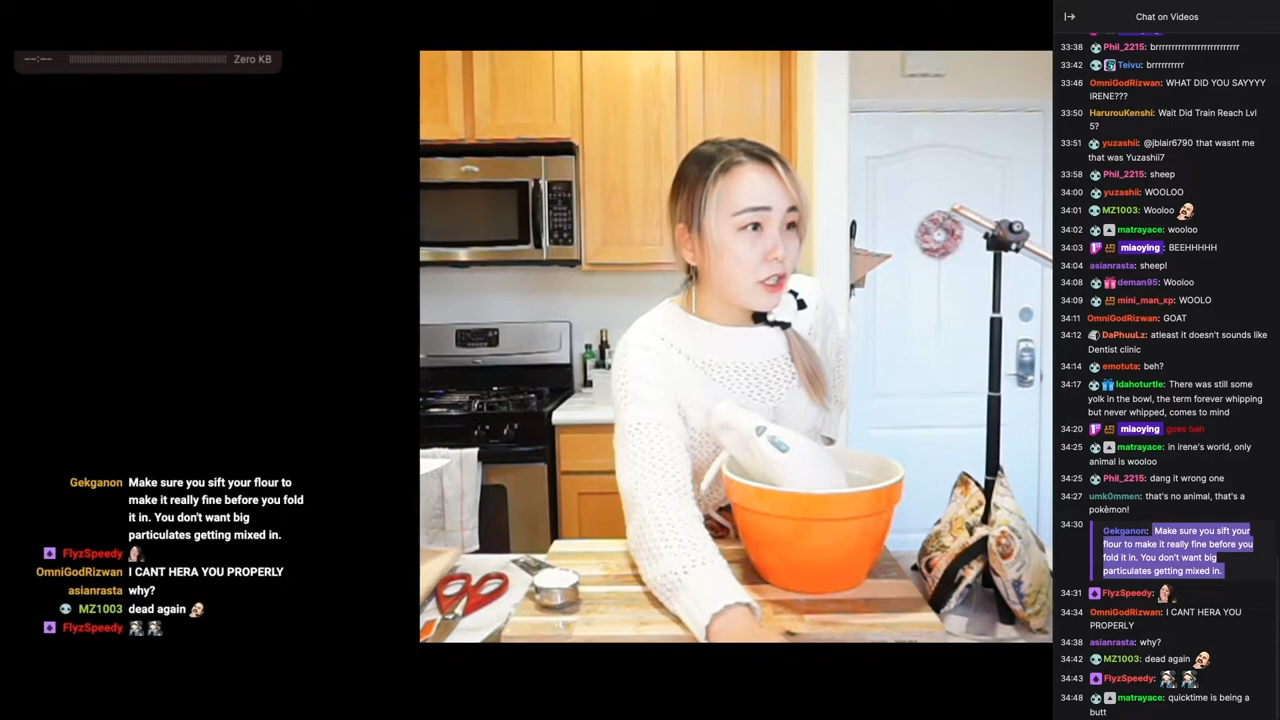 --:-- Zero KB
Gekganon Make sure you sift your flour to
make it really fine before you fold
it in. You don't want big
particulates getting mixed in.
FlyzSpeedy
OmniGodRizwan I CANT HERA YOU PROPERLY
asianrasta why?
MZ1003 dead again
FlyzSpeedy
Chat on Videos
33:38 Phil_2215: brrrrrrrrrrrrrrrrrrrrrrrr
33:42 Teivu: brrrrrrrrrr
33:46 OmniGodRizwan: WHAT DID YOU SAYYYY
IRENE???
33:50 HarurouKenshi: Wait Did Train Reach Lvl
5?
33:51 yuzashii: @jblair6790 that wasnt me
that was Yuzashii7
33:58 Phil_2215: sheep
34:00 yuzashii: WOOLOO
34:01 MZ1003: Wooloo
34:02 matrayace: wooloo
34:03 miaoying: BEEHHHHH
34:04 asianrasta: sheep!
34:08 deman95: Wooloo
34:09 mini_man_xp: WOOLO
34:11 OmniGodRizwan: GOAT
34:12 DaPhuuLz: atleast it doesn't sounds like
Dentist clinic
34:14 emotuta: beh?
34:17 Idahoturtle: There was still some
yolk in the bowl, the term forever whipping
but never whipped, comes to mind
34:20 miaoying goes beh
34:25 matrayace: in irene's world, only
animal is wooloo
34:25 Phil_2215: dang it wrong one
34:27 umk0mmen: that's no animal, that's a
pokèmon!
34:30 Gekganon: Make sure you sift your
flour to make it really fine before you
fold it in. You don't want big
particulates getting mixed in.
34:31 FlyzSpeedy:
34:34 OmniGodRizwan: I CANT HERA YOU
PROPERLY
34:38 asianrasta: why?
34:42 MZ1003: dead again
34:43 FlyzSpeedy:
34:48 matrayace: quicktime is being a
butt